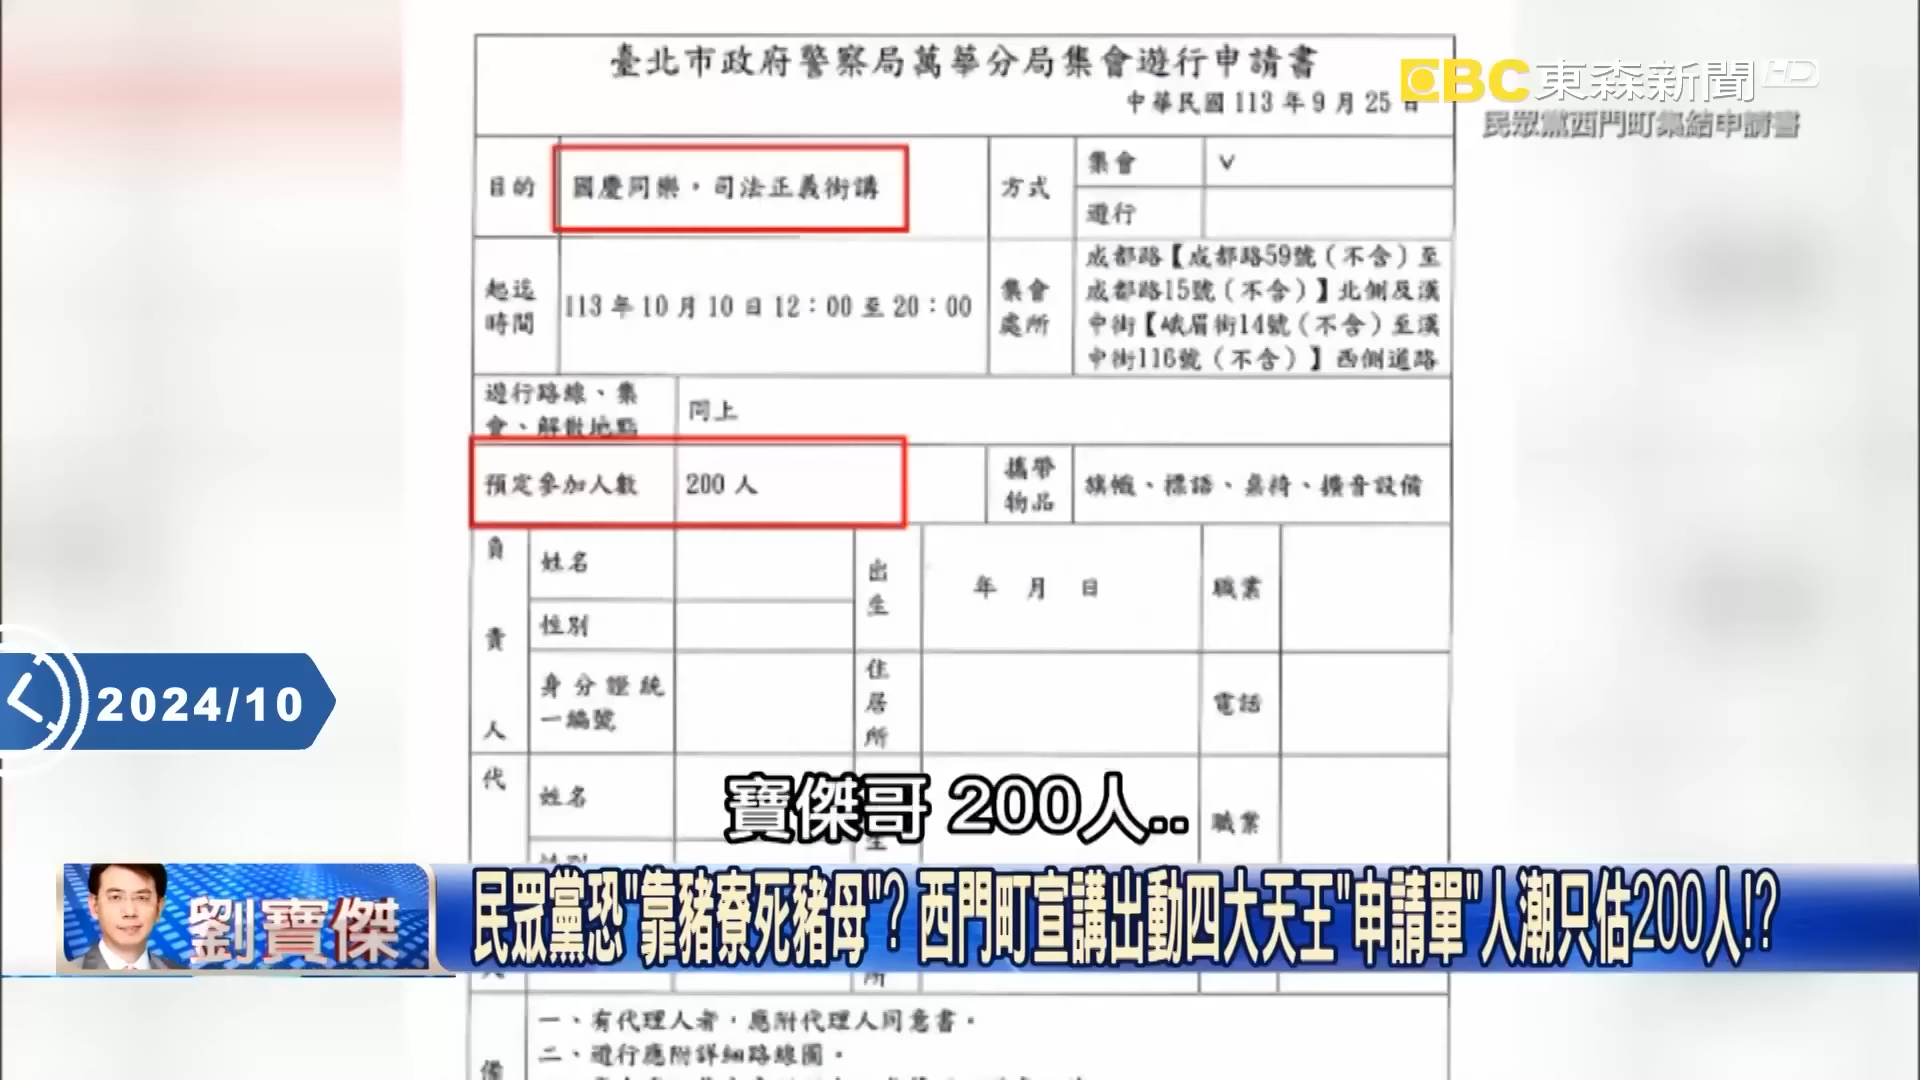 臺北市政府警察局萬華分局集會遊行申請書
中華民國113年9月25日
EBC東森新聞HD
民眾黨西門町集結申請書
目的
國慶同樂，司法正義街講
方式
集會
V
遊行
起迄
時間
113年10月10日12：00至20：00
集會
處所
成都路【成都路59號（不含）至
成都路15號（不含）】北側及漢
中街【峨眉街14號（不含）至漢
中街116號（不含）】西側道路
遊行路線、集
會、解散地點
同上
預定參加人數
200人
攜帶
物品
旗幟、標語、桌椅、擴音設備
負責人
姓名
出生
年 月 日
職業
性別
身分證統
一編號
住居所
電話
2024/10
代
姓名
生
職業
寶傑哥 200人..
劉寶傑
民眾黨恐"靠豬寮死豬母"? 西門町宣講出動四大天王"申請單"人潮只估200人!?
人
所
備
一、有代理人者，應附代理人同意書。
二、遊行應附詳細路線圖。